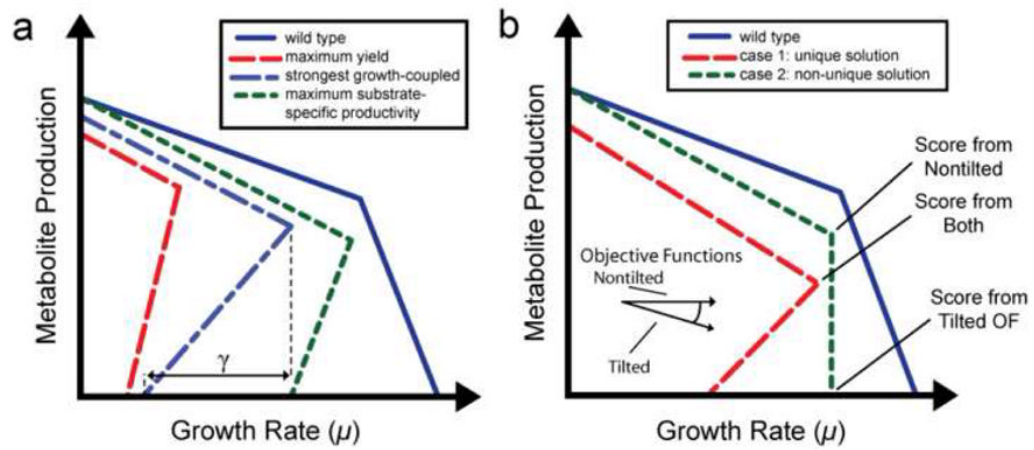 a
wild type
maximum yield
strongest growth-coupled
maximum substrate-
specific productivity
Metabolite Production
γ
Growth Rate (μ)
b
wild type
case 1: unique solution
case 2: non-unique solution
Metabolite Production
Score from
Nontilted
Score from
Both
Objective Functions
Nontilted
Tilted
Score from
Tilted OF
Growth Rate (μ)